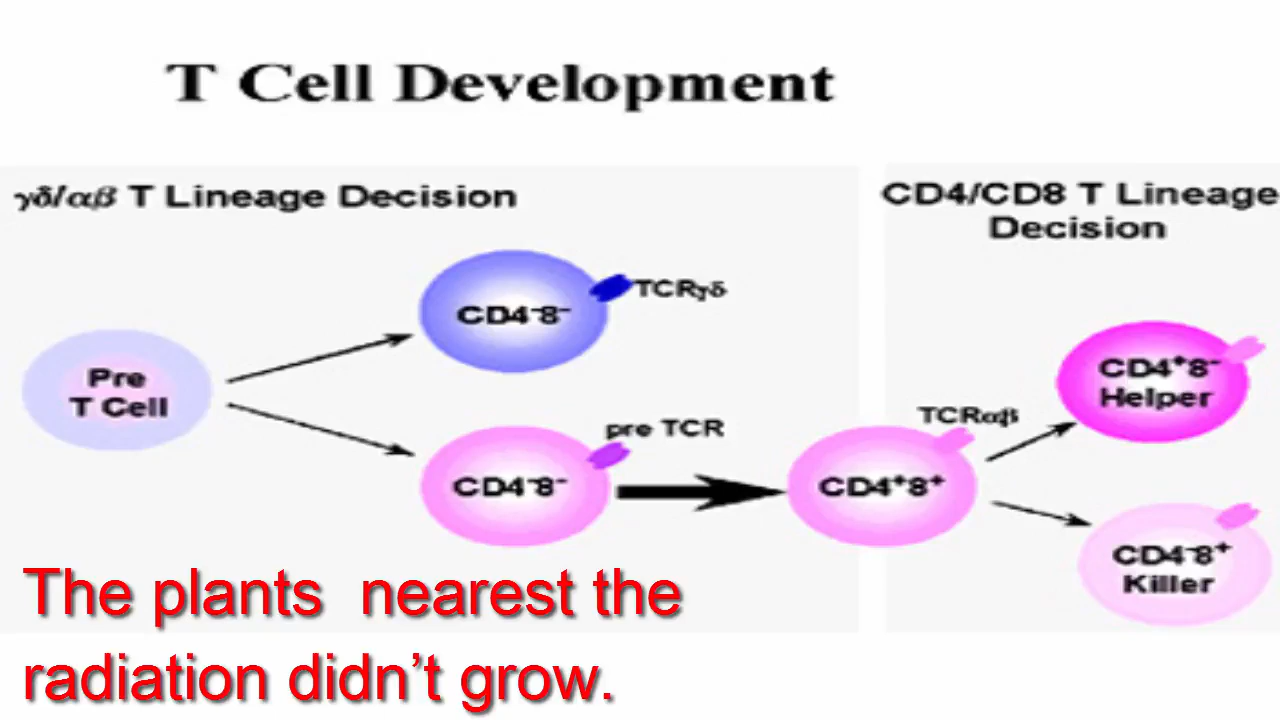 T Cell Development
γδ/αβ T Lineage Decision
CD4/CD8 T Lineage
Decision
CD4⁻8⁻
TCRγδ
Pre
T Cell
CD4⁻8⁻
pre TCR
CD4⁺8⁺
TCRαβ
CD4⁺8⁻
Helper
CD4⁻8⁺
Killer
The plants nearest the
radiation didn’t grow.